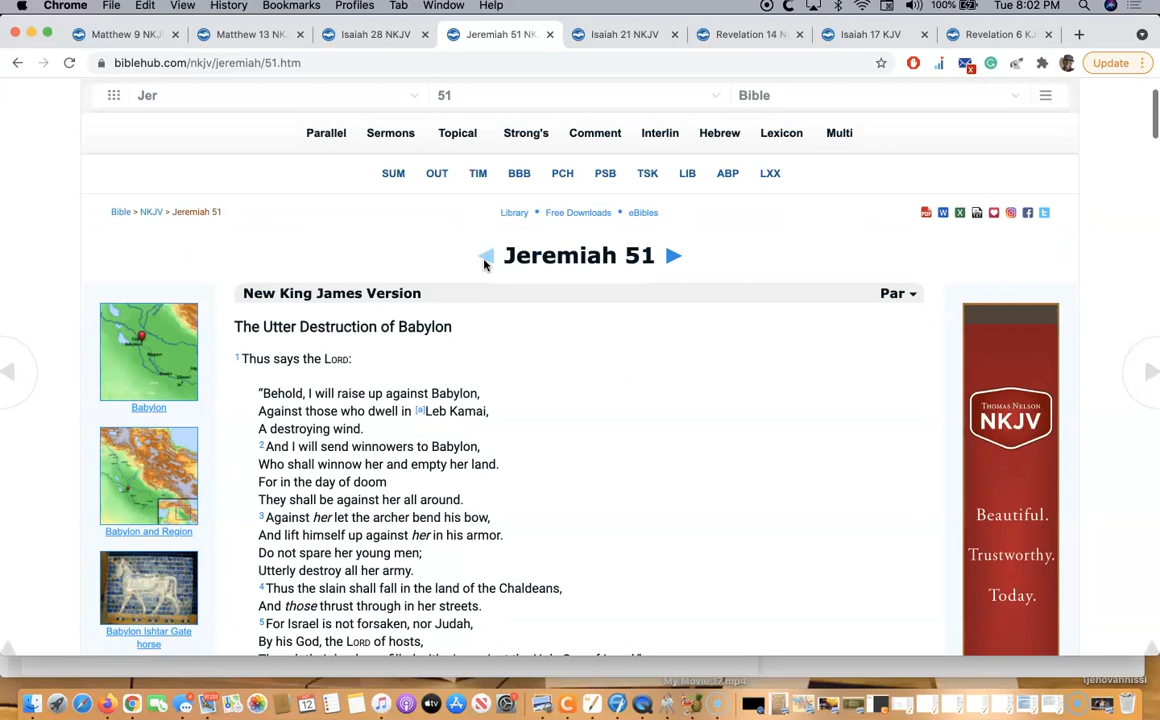 Chrome File Edit View History Bookmarks Profiles Tab Window Help 100% Tue 8:02 PM
Matthew 9 NKJV Matthew 13 NK Isaiah 28 NKJV Jeremiah 51 NK Isaiah 21 NKJV Revelation 14 N Isaiah 17 KJV Revelation 6 KJ
biblehub.com/nkjv/jeremiah/51.htm Update
Jer 51 Bible
Parallel Sermons Topical Strong's Comment Interlin Hebrew Lexicon Multi
SUM OUT TIM BBB PCH PSB TSK LIB ABP LXX
Bible > NKJV > Jeremiah 51 Library • Free Downloads • eBibles
Jeremiah 51
New King James Version Par
The Utter Destruction of Babylon
1 Thus says the LORD:
“Behold, I will raise up against Babylon,
Against those who dwell in [a]Leb Kamai,
A destroying wind.
2 And I will send winnowers to Babylon,
Who shall winnow her and empty her land.
For in the day of doom
They shall be against her all around.
3 Against her let the archer bend his bow,
And lift himself up against her in his armor.
Do not spare her young men;
Utterly destroy all her army.
4 Thus the slain shall fall in the land of the Chaldeans,
And those thrust through in her streets.
5 For Israel is not forsaken, nor Judah,
By his God, the LORD of hosts,
Babylon
Babylon and Region
Babylon Ishtar Gate
horse
THOMAS NELSON
NKJV
Beautiful.
Trustworthy.
Today.
My Movie 17.mp4
1jehovahnissi